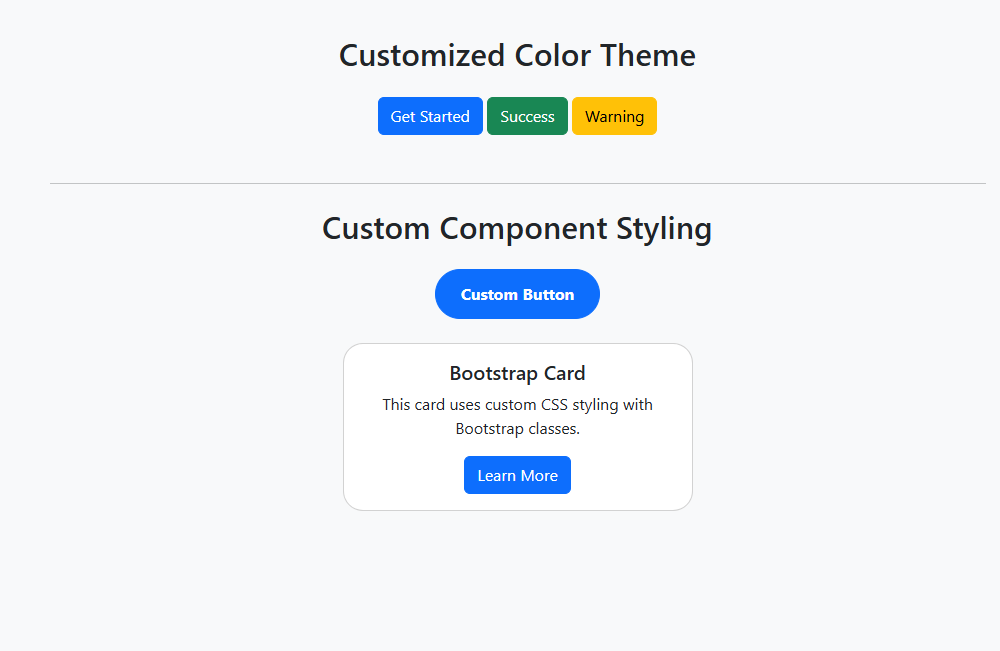 Customized Color Theme
Get Started Success Warning
Custom Component Styling
Custom Button
Bootstrap Card
This card uses custom CSS styling with
Bootstrap classes.
Learn More